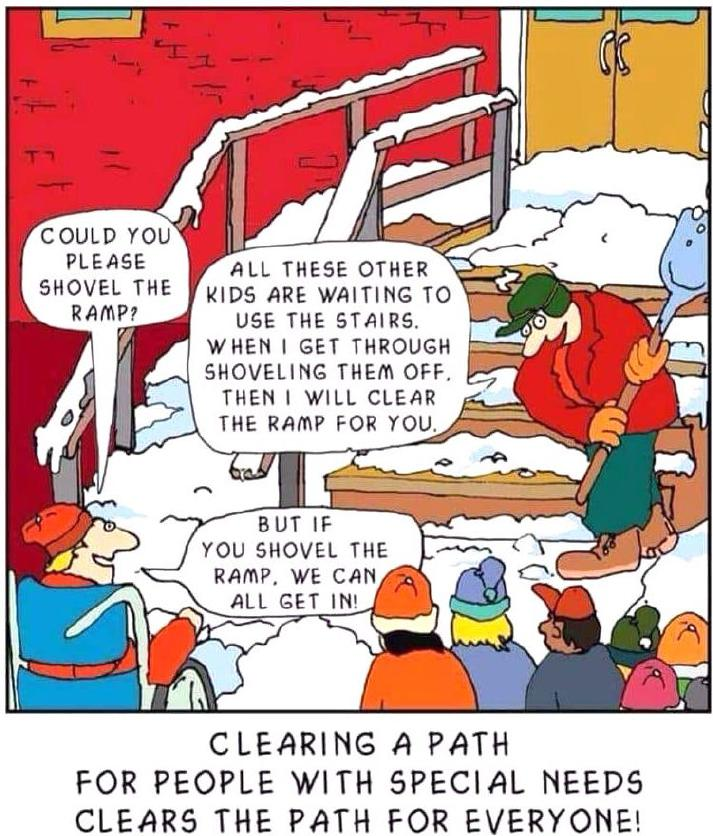 COULD YOU
PLEASE
SHOVEL THE
RAMP?
ALL THESE OTHER
KIDS ARE WAITING TO
USE THE STAIRS.
WHEN I GET THROUGH
SHOVELING THEM OFF.
THEN I WILL CLEAR
THE RAMP FOR YOU.
BUT IF
YOU SHOVEL THE
RAMP, WE CAN
ALL GET IN!
CLEARING A PATH
FOR PEOPLE WITH SPECIAL NEEDS
CLEARS THE PATH FOR EVERYONE!